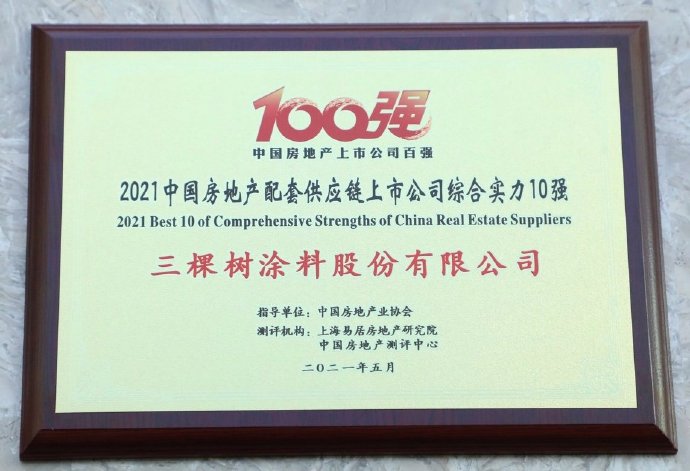 100强
中国房地产上市公司百强
2021中国房地产配套供应链上市公司综合实力10强
2021 Best 10 of Comprehensive Strengths of China Real Estate Suppliers
三棵树涂料股份有限公司
指导单位：中国房地产业协会
测评机构：上海易居房地产研究院
中国房地产测评中心
二〇二一年五月